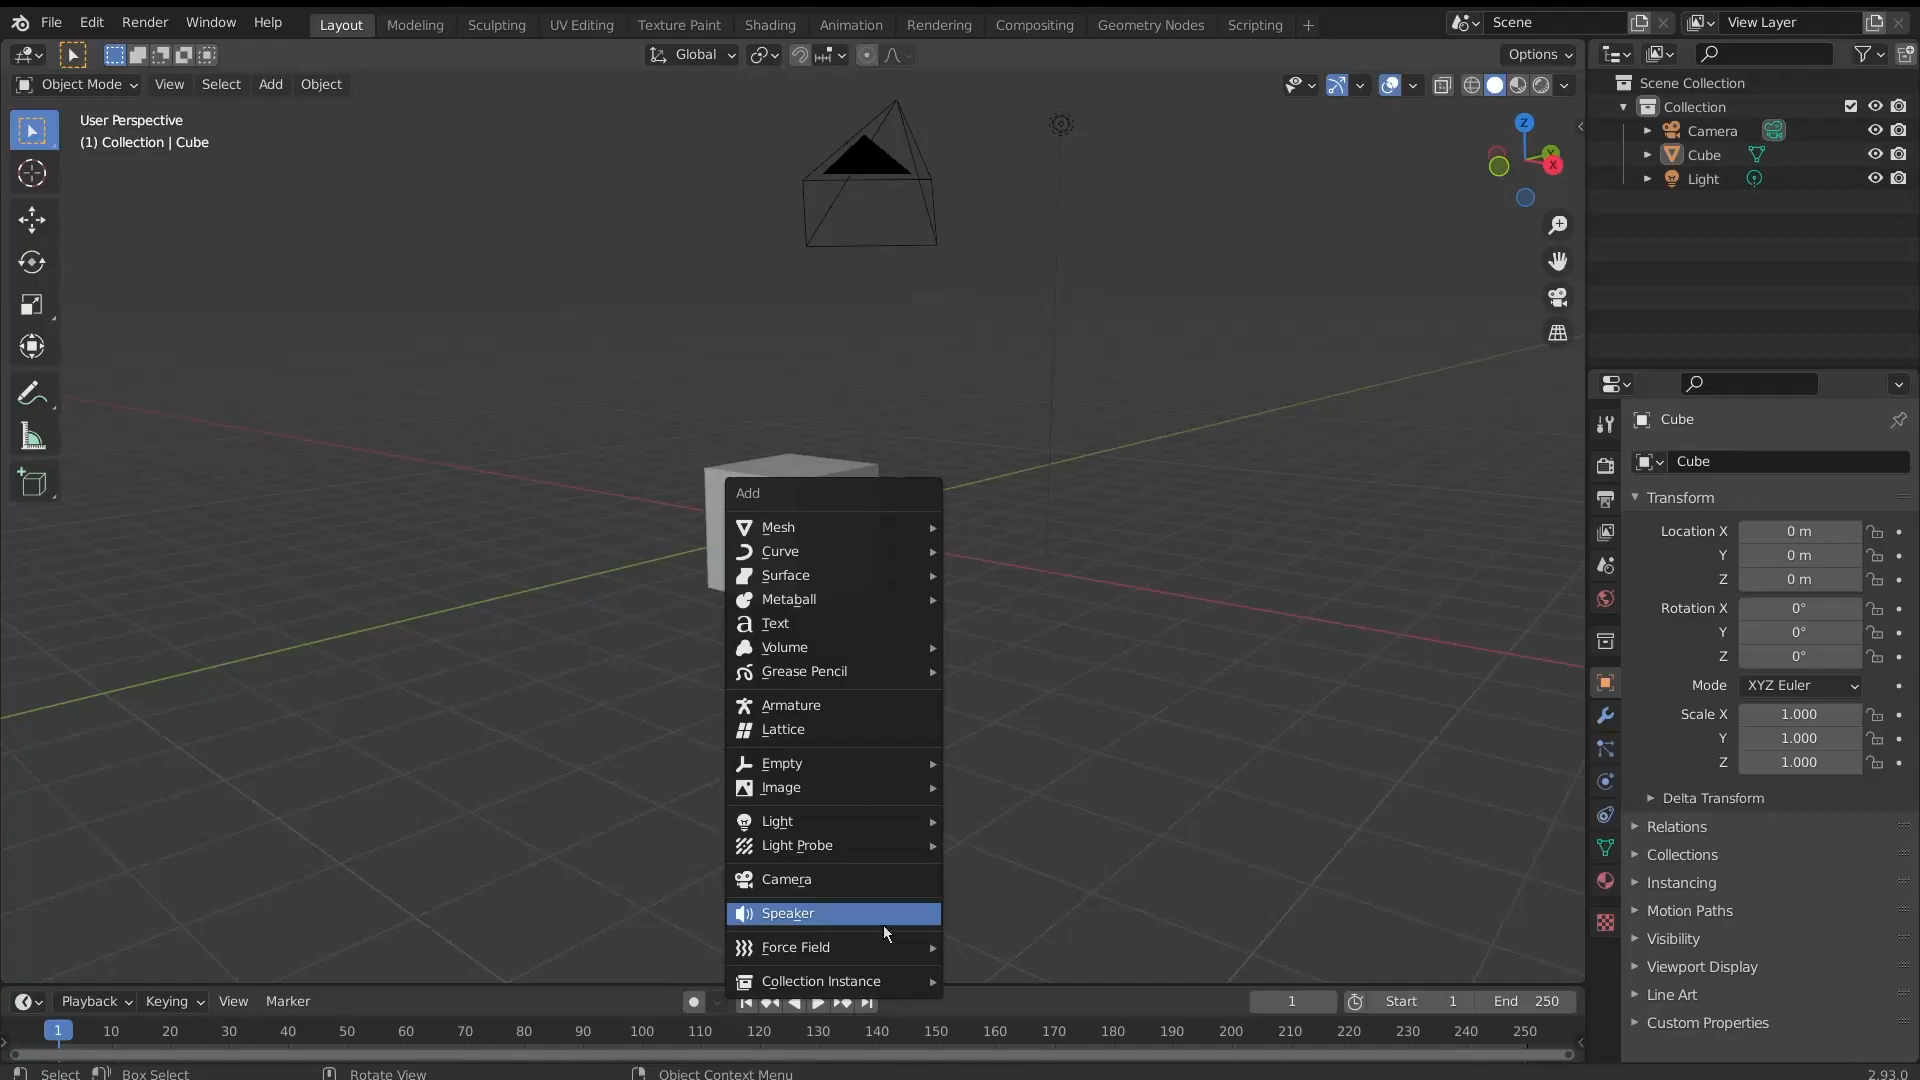 File Edit Render Window Help Layout Modeling Sculpting UV Editing Texture Paint Shading Animation Rendering Compositing Geometry Nodes Scripting + Scene View Layer
Global Options
Object Mode View Select Add Object
User Perspective
(1) Collection | Cube
Z
Y
X
Scene Collection
Collection
Camera
Cube
Light
Cube
Cube
Transform
Location X 0 m
Y 0 m
Z 0 m
Rotation X 0°
Y 0°
Z 0°
Mode XYZ Euler
Scale X 1.000
Y 1.000
Z 1.000
Delta Transform
Relations
Collections
Instancing
Motion Paths
Visibility
Viewport Display
Line Art
Custom Properties
Add
Mesh
Curve
Surface
Metaball
Text
Volume
Grease Pencil
Armature
Lattice
Empty
Image
Light
Light Probe
Camera
Speaker
Force Field
Collection Instance
Playback Keying View Marker 1 Start 1 End 250
1 10 20 30 40 50 60 70 80 90 100 110 120 130 140 150 160 170 180 190 200 210 220 230 240 250
Select Box Select Rotate View Object Context Menu 2.93.0